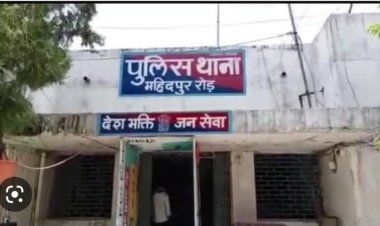 पुलिस थाना
महिदपुर रोड़
देश भक्ति जन सेवा